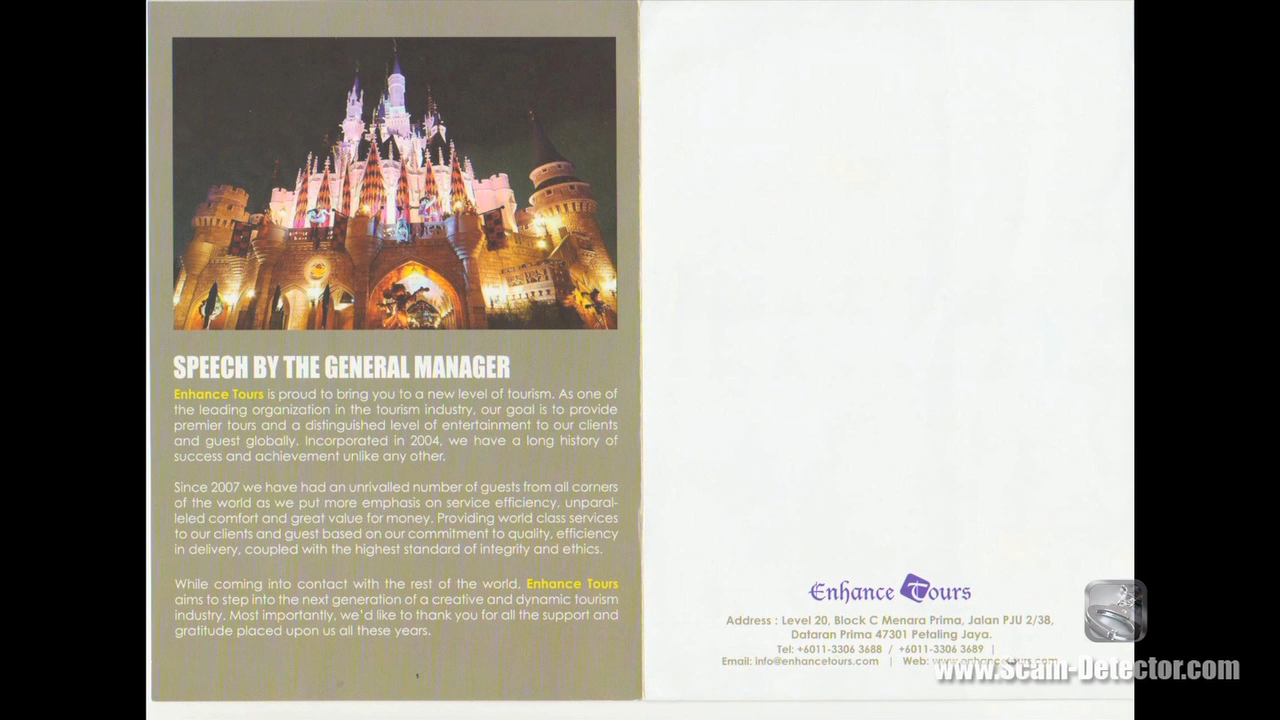 SPEECH BY THE GENERAL MANAGER
Enhance Tours is proud to bring you to a new level of tourism. As one of
the leading organization in the tourism industry, our goal is to provide
premier tours and a distinguished level of entertainment to our clients
and guest globally. Incorporated in 2004, we have a long history of
success and achievement unlike any other.
Since 2007 we have had an unrivalled number of guests from all corners
of the world as we put more emphasis on service efficiency, unparal-
leled comfort and great value for money. Providing world class services
to our clients and guest based on our commitment to quality, efficiency
in delivery, coupled with the highest standard of integrity and ethics.
While coming into contact with the rest of the world, Enhance Tours
aims to step into the next generation of a creative and dynamic tourism
industry. Most importantly, we'd like to thank you for all the support and
gratitude placed upon us all these years.
1
Enhance Tours
Address : Level 20, Block C Menara Prima, Jalan PJU 2/38,
Dataran Prima 47301 Petaling Jaya.
Tel: +6011-3306 3688 / +6011-3306 3689 |
Email: info@enhancetours.com | Web: www.enhancetours.com
www.Scam-Detector.com